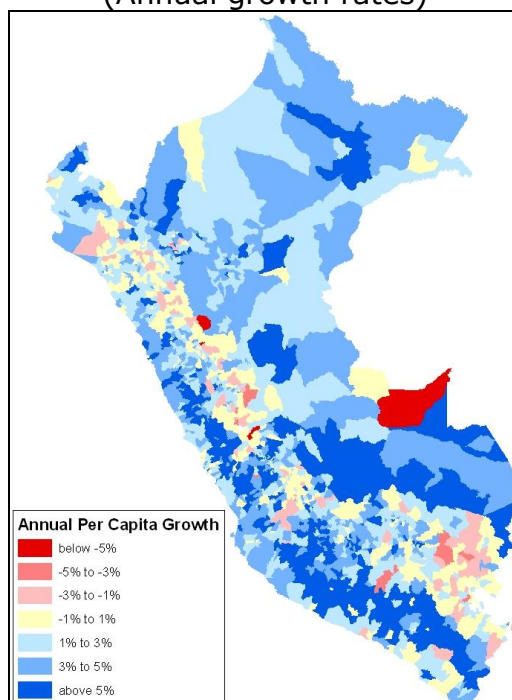 (Annual growth rates)
Annual Per Capita Growth
below -5%
-5% to -3%
-3% to -1%
-1% to 1%
1% to 3%
3% to 5%
above 5%